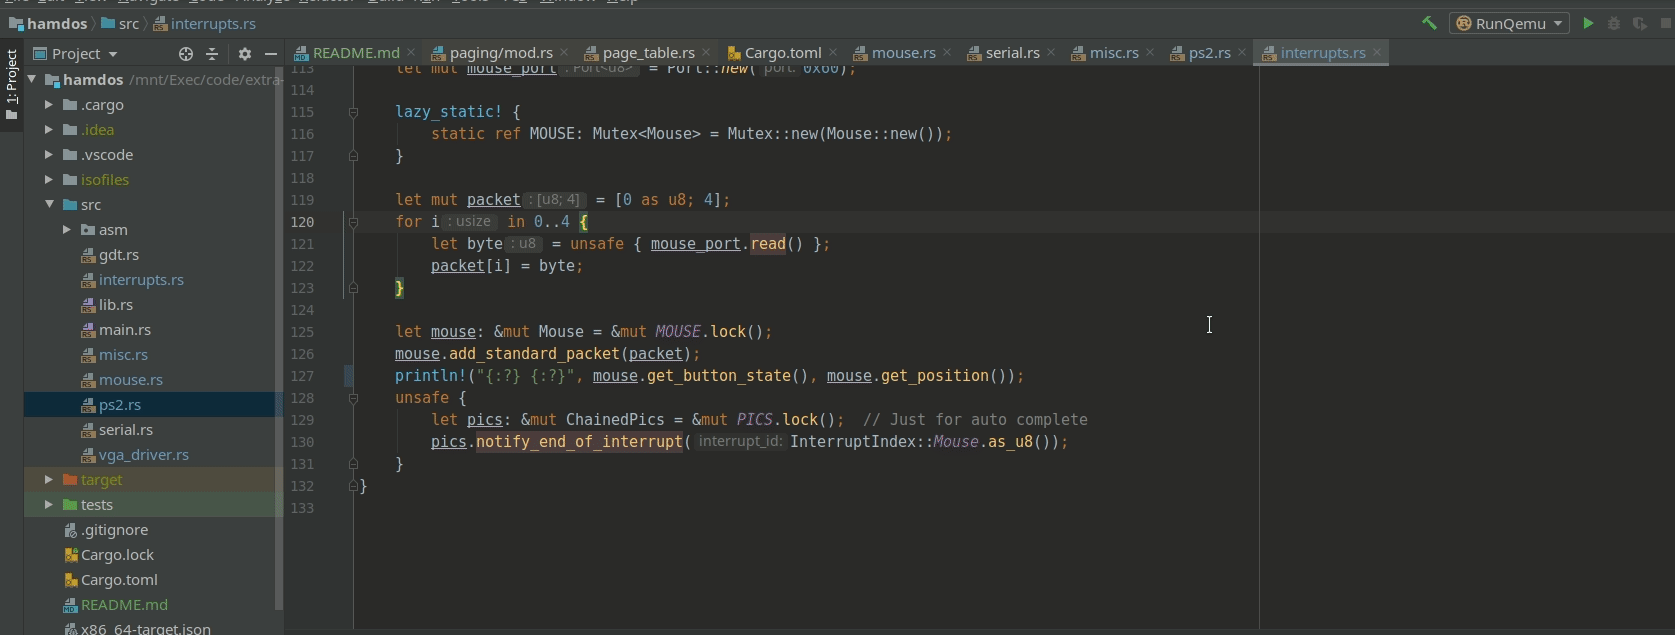 hamdos src interrupts.rs RunQemu
1: Project
Project
README.md paging/mod.rs page_table.rs Cargo.toml mouse.rs serial.rs misc.rs ps2.rs interrupts.rs
hamdos /mnt/Exec/code/extra-
.cargo
.idea
.vscode
isofiles
src
asm
gdt.rs
interrupts.rs
lib.rs
main.rs
misc.rs
mouse.rs
ps2.rs
serial.rs
vga_driver.rs
target
tests
.gitignore
Cargo.lock
Cargo.toml
README.md
x86_64-target.json
113 let mut mouse_port : Port<u8> = Port::new( port: 0x60);
114
115 lazy_static! {
116 static ref MOUSE: Mutex<Mouse> = Mutex::new(Mouse::new());
117 }
118
119 let mut packet : [u8; 4] = [0 as u8; 4];
120 for i : usize in 0..4 {
121 let byte : u8 = unsafe { mouse_port.read() };
122 packet[i] = byte;
123 }
124
125 let mouse: &mut Mouse = &mut MOUSE.lock();
126 mouse.add_standard_packet(packet);
127 println!("{:?} {:?}", mouse.get_button_state(), mouse.get_position());
128 unsafe {
129 let pics: &mut ChainedPics = &mut PICS.lock(); // Just for auto complete
130 pics.notify_end_of_interrupt( interrupt_id: InterruptIndex::Mouse.as_u8());
131 }
132 }
133